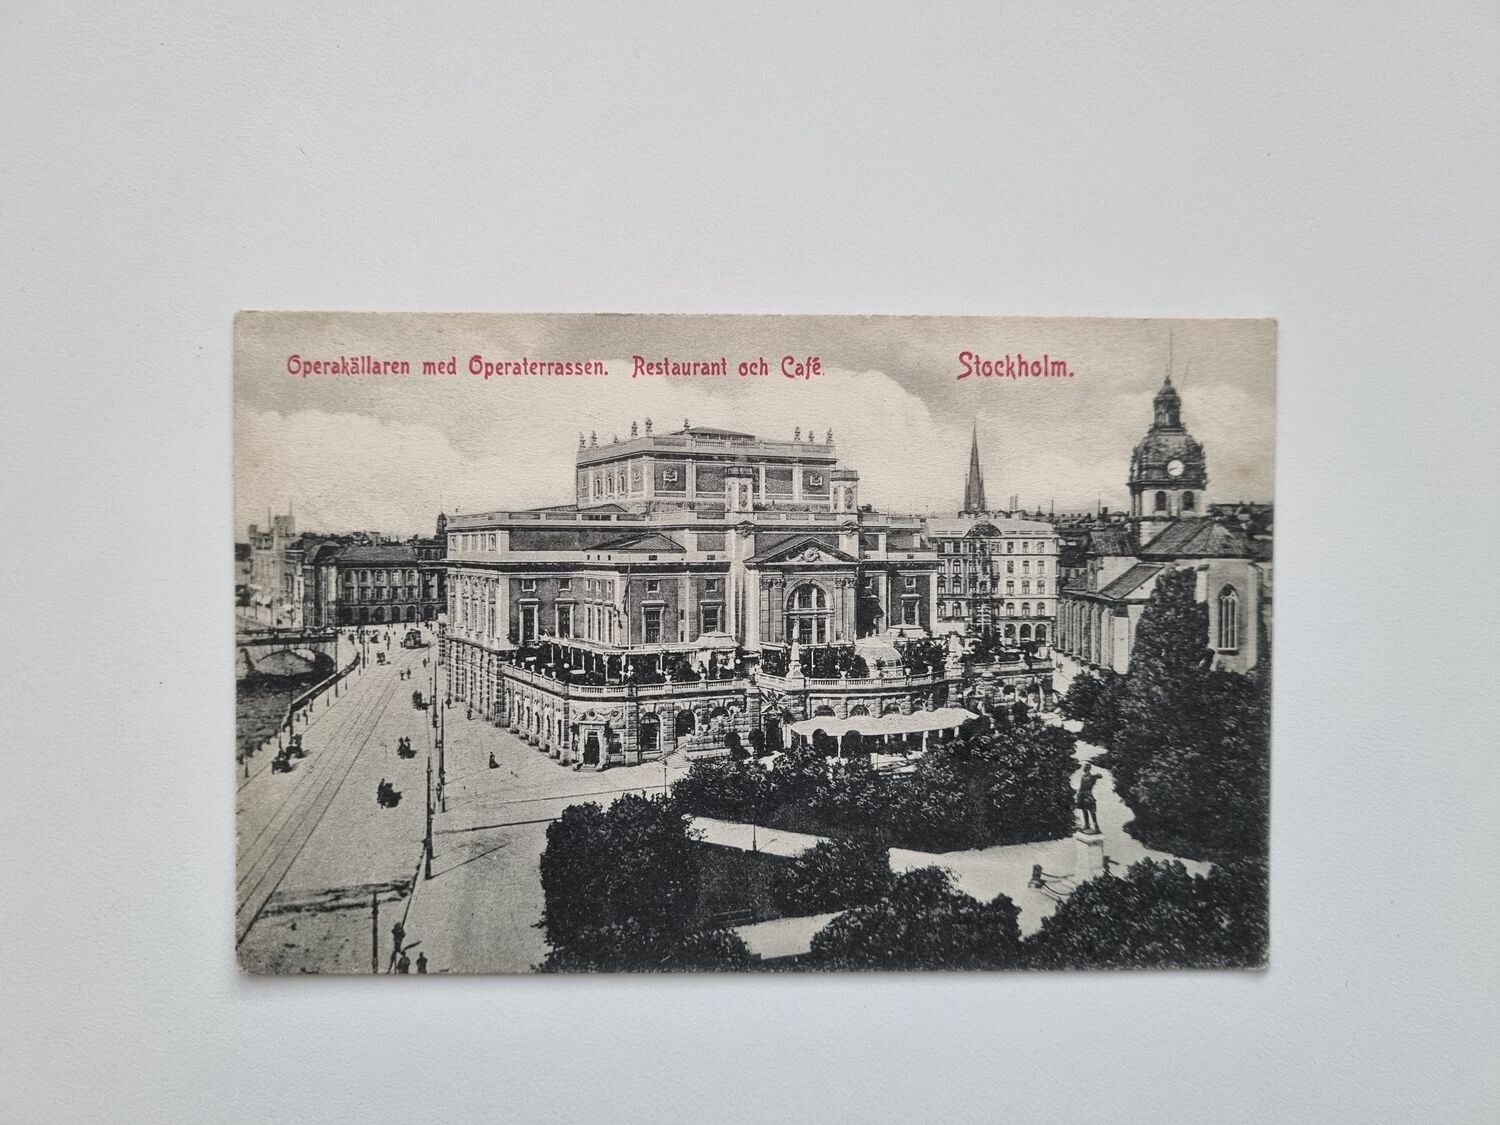 Operakällaren med Operaterrassen. Restaurant och Café. Stockholm.